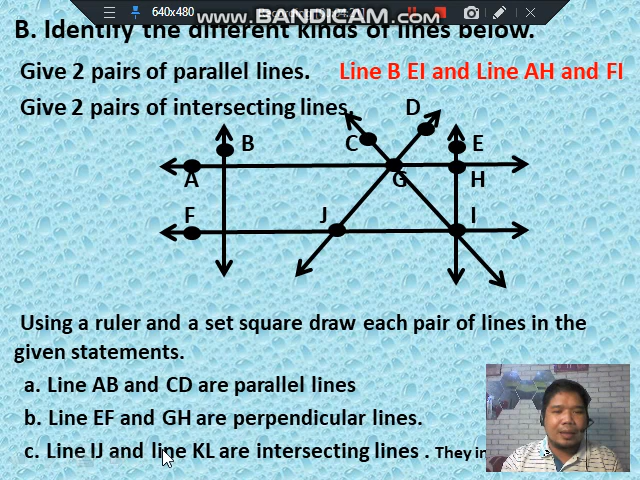 640x480
WWW.BANDICAM.COM
B. Identify the different kinds of lines below.
Give 2 pairs of parallel lines. Line B EI and Line AH and FI
Give 2 pairs of intersecting lines.
D
B
C
E
A
G
H
F
J
I
Using a ruler and a set square draw each pair of lines in the
given statements.
a. Line AB and CD are parallel lines
b. Line EF and GH are perpendicular lines.
c. Line IJ and line KL are intersecting lines . They in